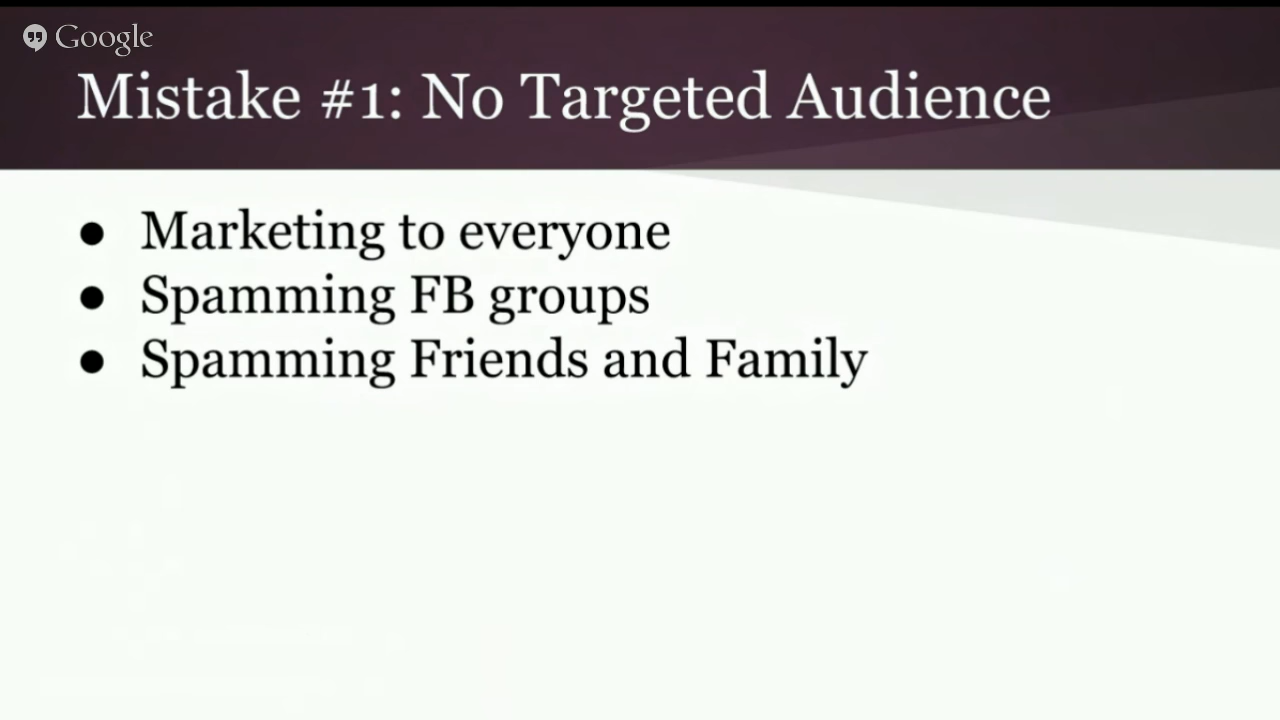 Google
Mistake #1: No Targeted Audience
● Marketing to everyone
● Spamming FB groups
● Spamming Friends and Family